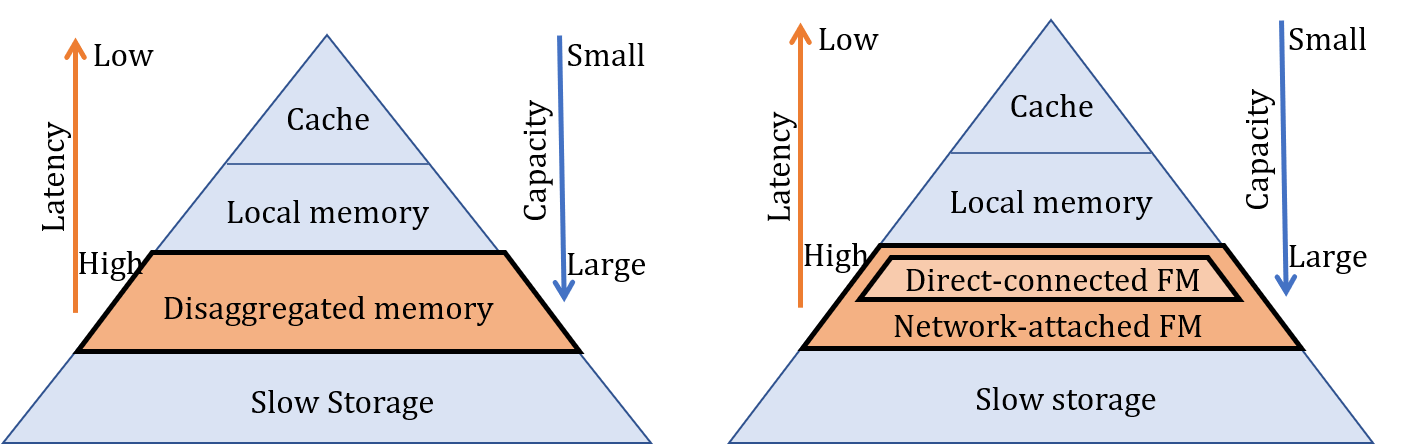 Low
Small
Cache
Latency
Capacity
Local memory
High
Large
Disaggregated memory
Slow Storage
Low
Small
Cache
Latency
Capacity
Local memory
High
Large
Direct-connected FM
Network-attached FM
Slow storage